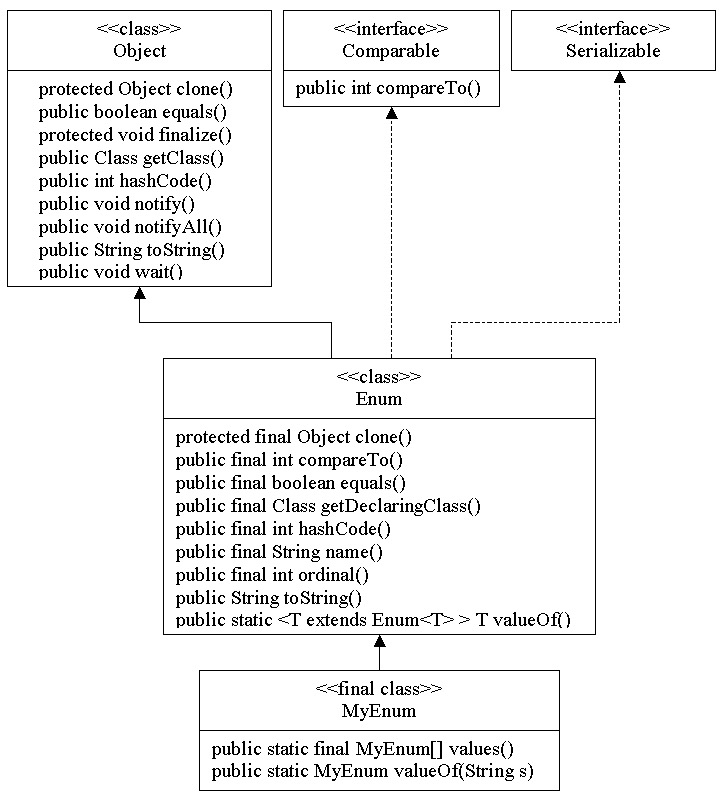 <<class>>
Object
protected Object clone()
public boolean equals()
protected void finalize()
public Class getClass()
public int hashCode()
public void notify()
public void notifyAll()
public String toString()
public void wait()
<<interface>>
Comparable
public int compareTo()
<<interface>>
Serializable
<<class>>
Enum
protected final Object clone()
public final int compareTo()
public final boolean equals()
public final Class getDeclaringClass()
public final int hashCode()
public final String name()
public final int ordinal()
public String toString()
public static <T extends Enum<T> > T valueOf()
<<final class>>
MyEnum
public static final MyEnum[] values()
public static MyEnum valueOf(String s)